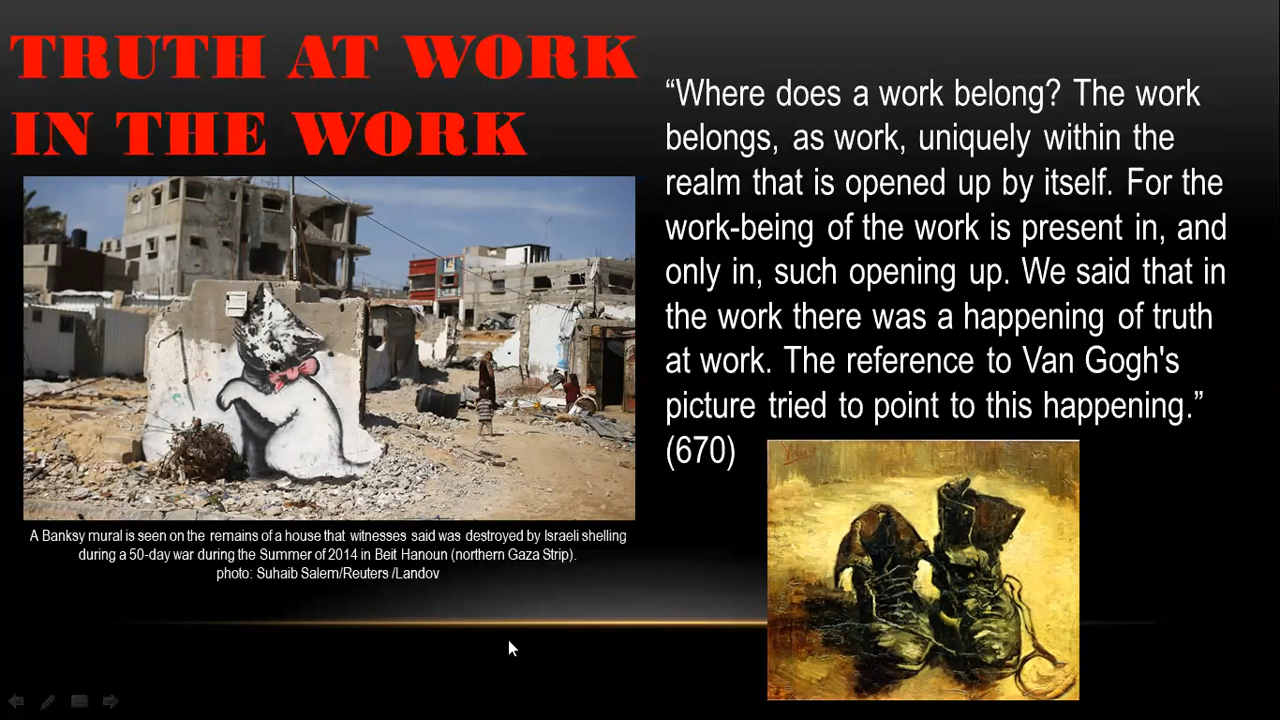 TRUTH AT WORK
IN THE WORK
“Where does a work belong? The work
belongs, as work, uniquely within the
realm that is opened up by itself. For the
work-being of the work is present in, and
only in, such opening up. We said that in
the work there was a happening of truth
at work. The reference to Van Gogh's
picture tried to point to this happening.”
(670)
A Banksy mural is seen on the remains of a house that witnesses said was destroyed by Israeli shelling
during a 50-day war during the Summer of 2014 in Beit Hanoun (northern Gaza Strip).
photo: Suhaib Salem/Reuters /Landov